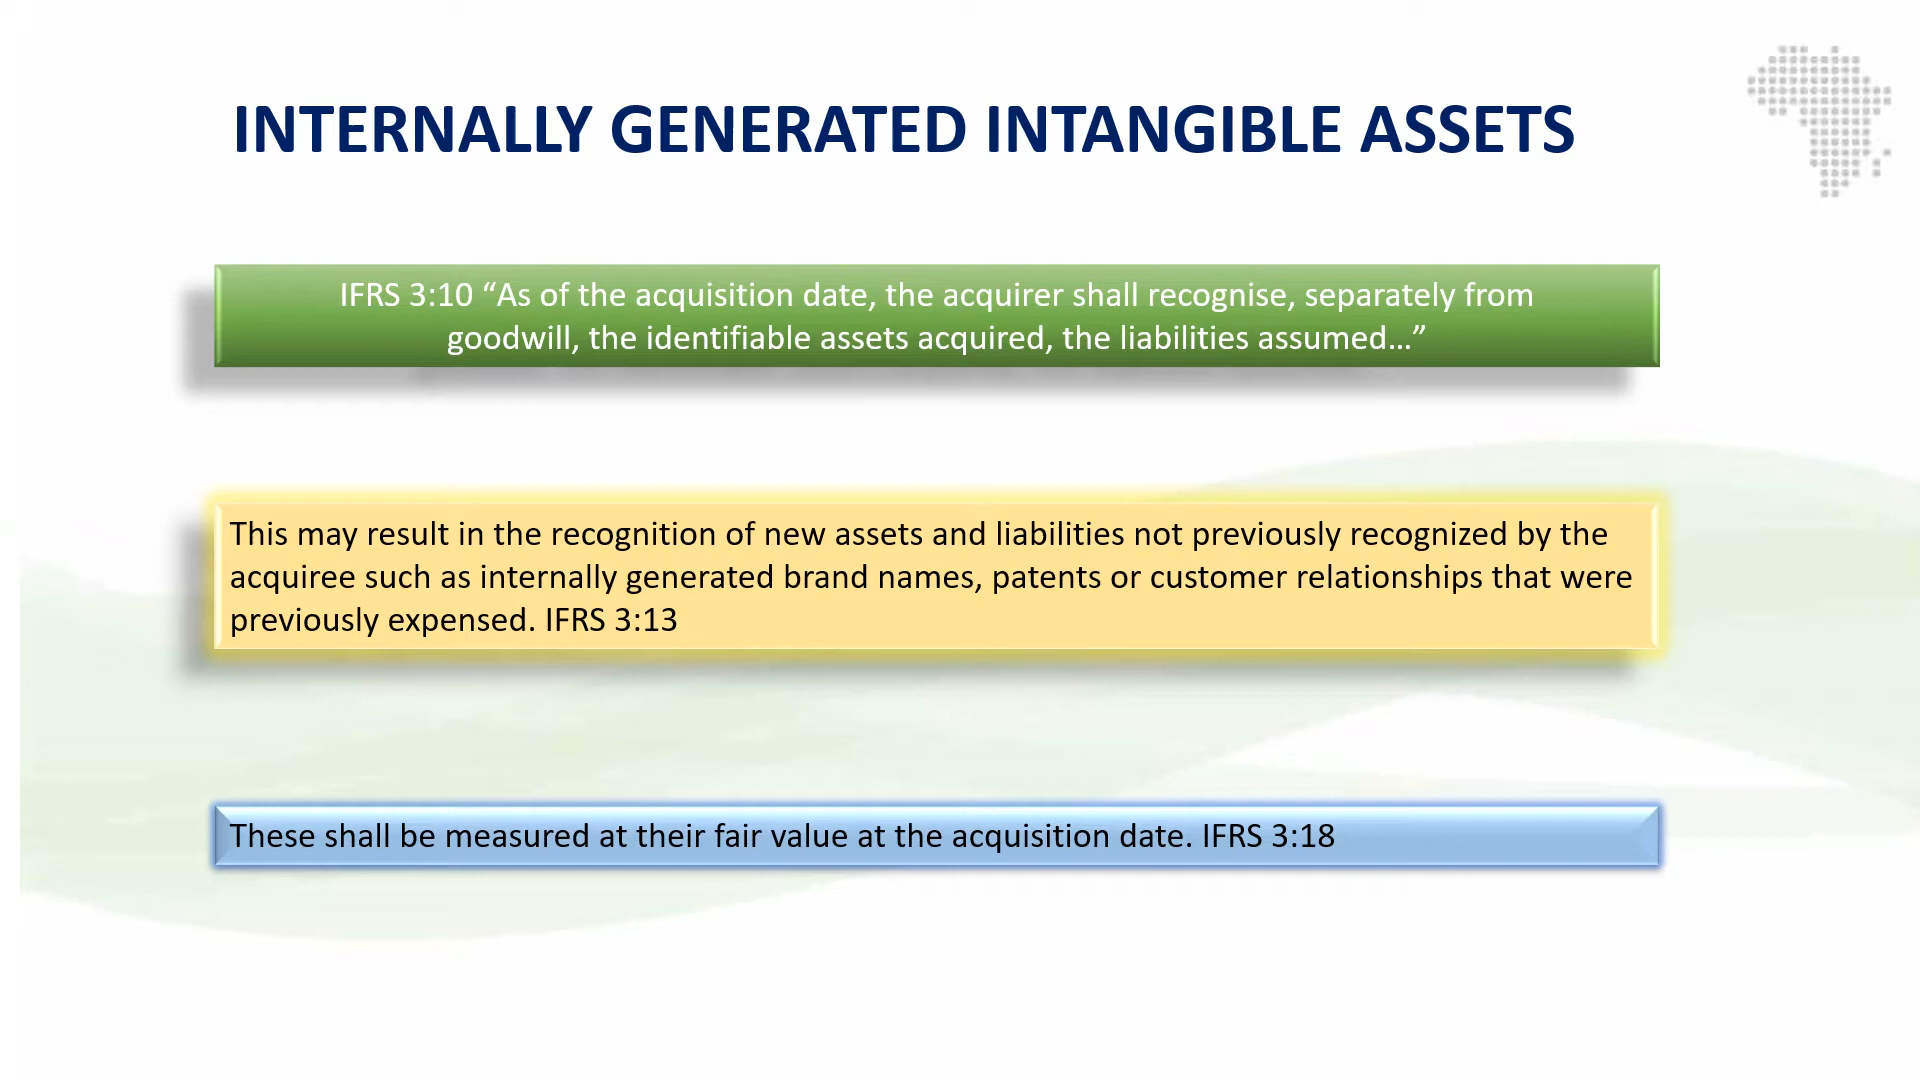 INTERNALLY GENERATED INTANGIBLE ASSETS
IFRS 3:10 “As of the acquisition date, the acquirer shall recognise, separately from
goodwill, the identifiable assets acquired, the liabilities assumed…”
This may result in the recognition of new assets and liabilities not previously recognized by the
acquiree such as internally generated brand names, patents or customer relationships that were
previously expensed. IFRS 3:13
These shall be measured at their fair value at the acquisition date. IFRS 3:18